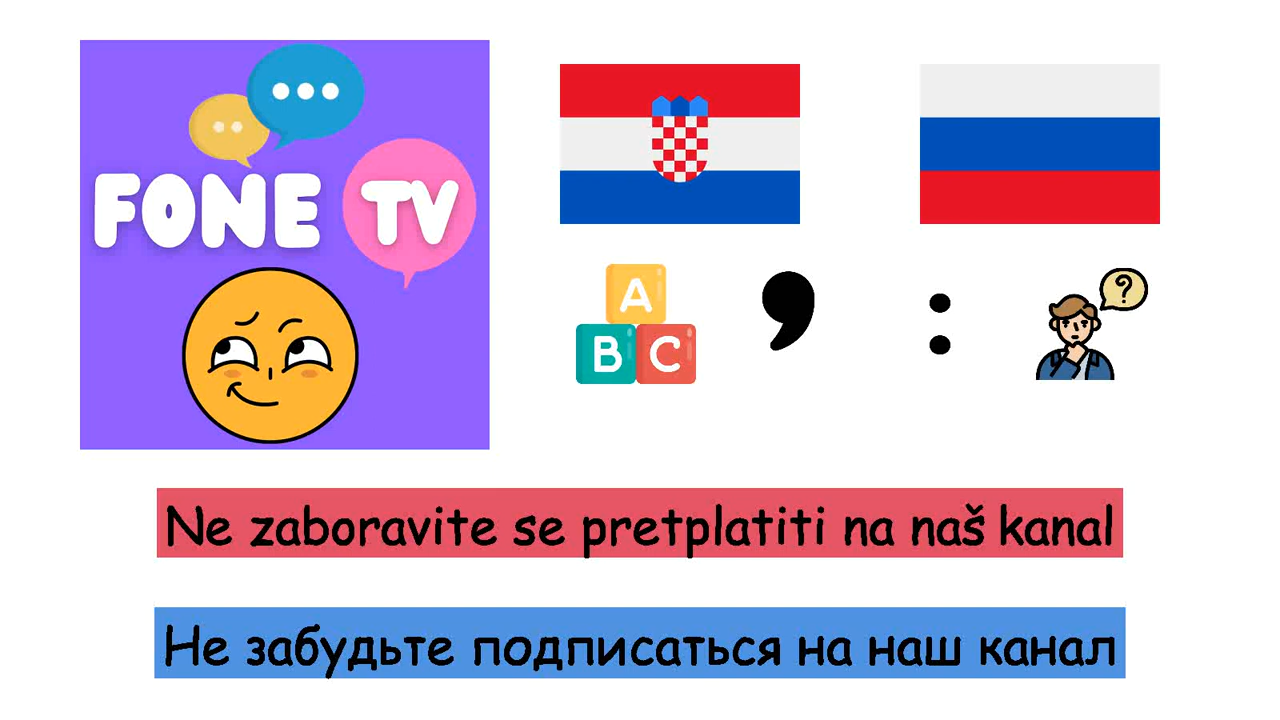 FONE TV
A
B C
,
:
?
Ne zaboravite se pretplatiti na naš kanal
Не забудьте подписаться на наш канал